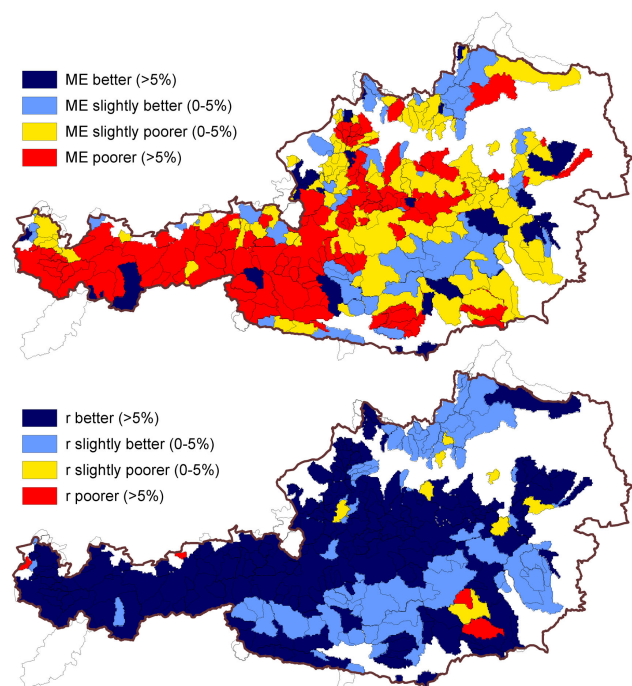 ME better (>5%)
ME slightly better (0-5%)
ME slightly poorer (0-5%)
ME poorer (>5%)
r better (>5%)
r slightly better (0-5%)
r slightly poorer (0-5%)
r poorer (>5%)